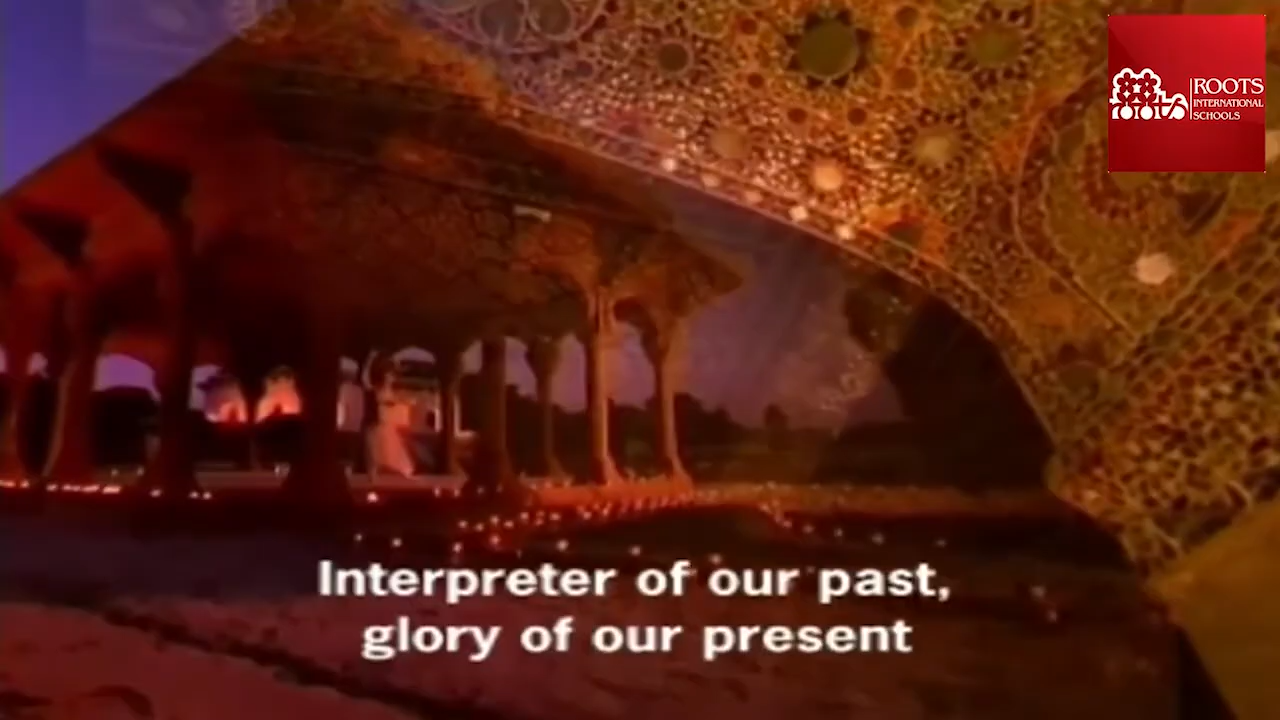 ROOTS
INTERNATIONAL
SCHOOLS
Interpreter of our past,
glory of our present